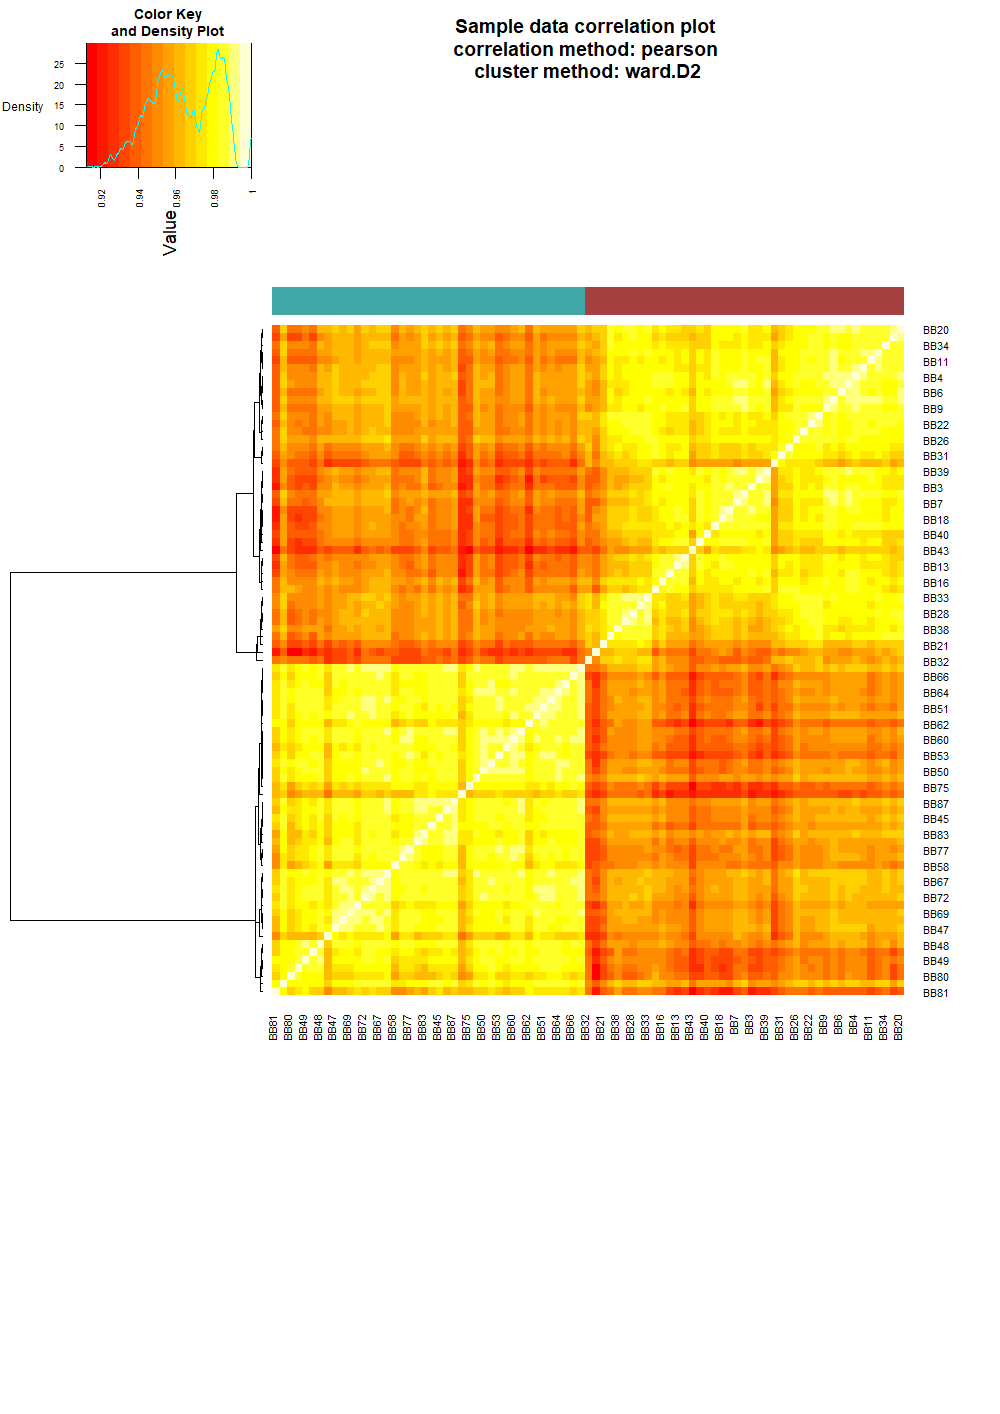 Color Key
and Density Plot
Density
25
20
15
10
5
0
0.92
0.94
0.96
0.98
1
Value
Sample data correlation plot
correlation method: pearson
cluster method: ward.D2
BB20
BB34
BB11
BB4
BB6
BB9
BB22
BB26
BB31
BB39
BB3
BB7
BB18
BB40
BB43
BB13
BB16
BB33
BB28
BB38
BB21
BB32
BB66
BB64
BB51
BB62
BB60
BB53
BB50
BB75
BB87
BB45
BB83
BB77
BB58
BB67
BB72
BB69
BB47
BB48
BB49
BB80
BB81
BB81
BB80
BB49
BB48
BB47
BB69
BB72
BB67
BB58
BB77
BB83
BB45
BB87
BB75
BB50
BB53
BB60
BB62
BB51
BB64
BB66
BB32
BB21
BB38
BB28
BB33
BB16
BB13
BB43
BB40
BB18
BB7
BB3
BB39
BB31
BB26
BB22
BB9
BB6
BB4
BB11
BB34
BB20